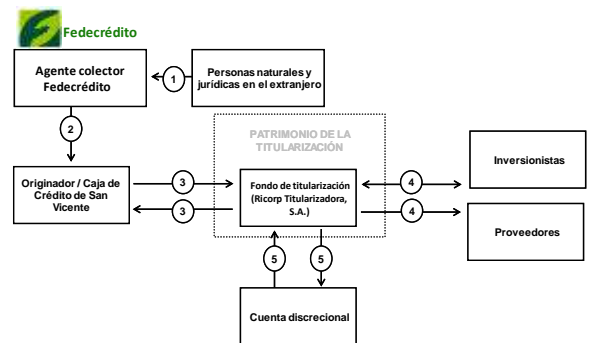 Fedecrédito
Agente colector
Fedecrédito
1
Personas naturales y
jurídicas en el extranjero
2
PATRIMONIO DE LA
TITULARIZACIÓN
Originador / Caja de
Crédito de San
Vicente
3
3
Fondo de titularización
(Ricorp Titularizadora,
S.A.)
4
4
Inversionistas
Proveedores
5
5
Cuenta discrecional